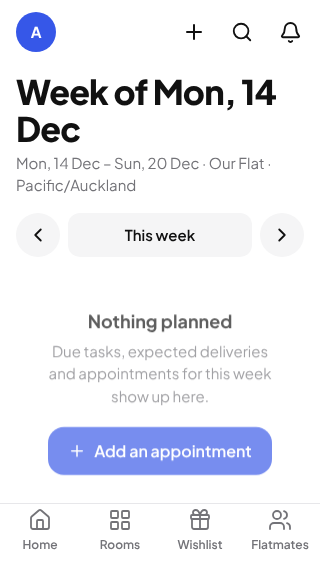 A
Week of Mon, 14
Dec
Mon, 14 Dec – Sun, 20 Dec · Our Flat ·
Pacific/Auckland
This week
Nothing planned
Due tasks, expected deliveries
and appointments for this week
show up here.
Add an appointment
Home
Rooms
Wishlist
Flatmates